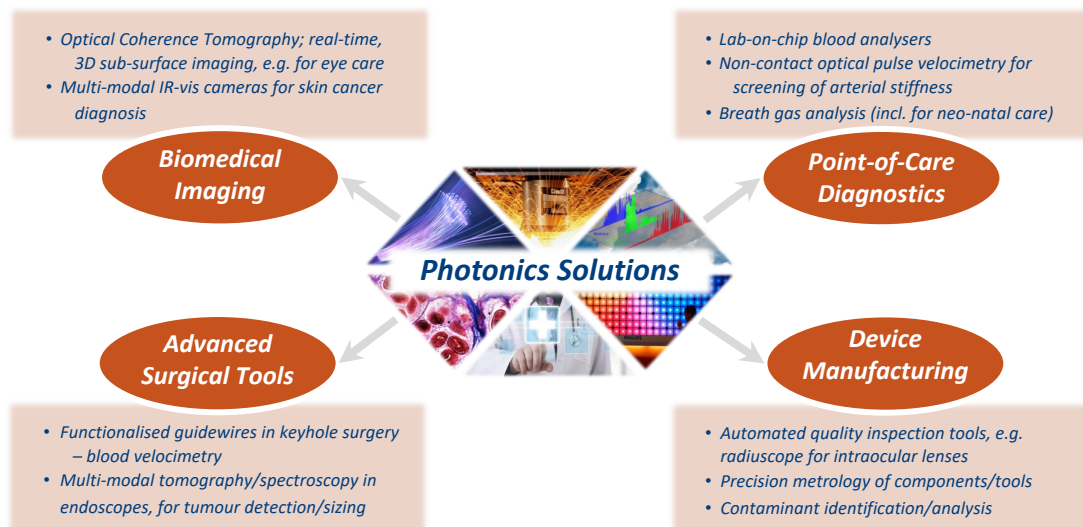 • Optical Coherence Tomography; real-time,
3D sub-surface imaging, e.g. for eye care
• Multi-modal IR-vis cameras for skin cancer
diagnosis
Biomedical
Imaging
• Lab-on-chip blood analysers
• Non-contact optical pulse velocimetry for
screening of arterial stiffness
• Breath gas analysis (incl. for neo-natal care)
Point-of-Care
Diagnostics
Photonics Solutions
Advanced
Surgical Tools
• Functionalised guidewires in keyhole surgery
– blood velocimetry
• Multi-modal tomography/spectroscopy in
endoscopes, for tumour detection/sizing
Device
Manufacturing
• Automated quality inspection tools, e.g.
radiuscope for intraocular lenses
• Precision metrology of components/tools
• Contaminant identification/analysis